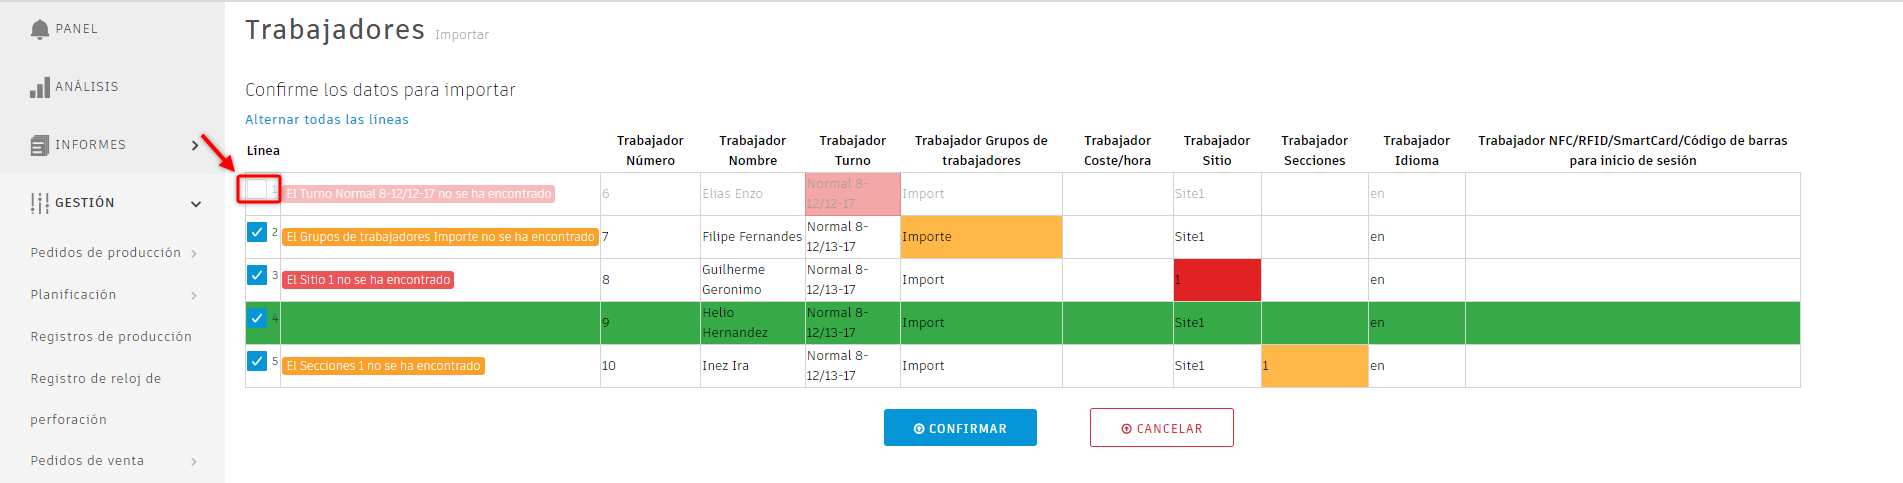 PANEL
ANÁLISIS
INFORMES
GESTIÓN
Pedidos de producción
Planificación
Registros de producción
Registro de reloj de
perforación
Pedidos de venta
Trabajadores Importar
Confirme los datos para importar
Alternar todas las líneas
Línea Trabajador Número Trabajador Nombre Trabajador Turno Trabajador Grupos de trabajadores Trabajador Coste/hora Trabajador Sitio Trabajador Secciones Trabajador Idioma Trabajador NFC/RFID/SmartCard/Código de barras para inicio de sesión
1 El Turno Normal 8-12/12-17 no se ha encontrado 6 Elias Enzo Normal 8-12/12-17 Import Site1 en
2 El Grupos de trabajadores Importe no se ha encontrado 7 Filipe Fernandes Normal 8-12/13-17 Importe Site1 en
3 El Sitio 1 no se ha encontrado 8 Guilherme Geronimo Normal 8-12/13-17 Import 1 en
4 9 Helio Hernandez Normal 8-12/13-17 Import Site1 en
5 El Secciones 1 no se ha encontrado 10 Inez Ira Normal 8-12/13-17 Import Site1 1 en
CONFIRMAR
CANCELAR